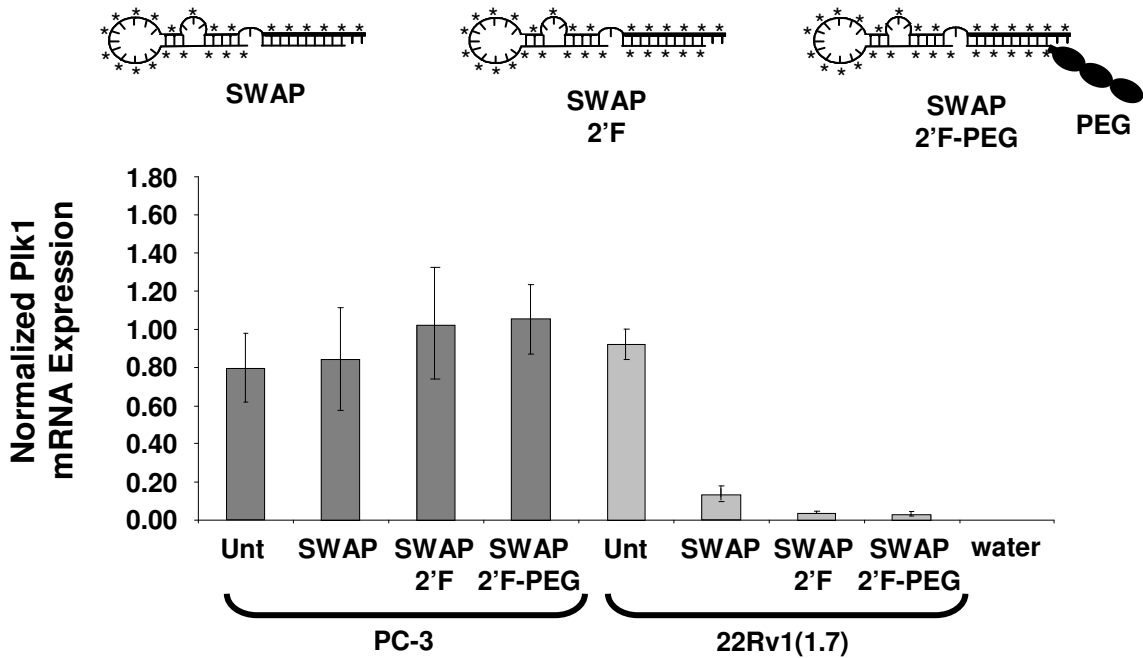 SWAP
SWAP
2'F
SWAP
2'F-PEG
PEG
Normalized Plk1
mRNA Expression
1.80
1.60
1.40
1.20
1.00
0.80
0.60
0.40
0.20
0.00
Unt
SWAP
SWAP
2'F
SWAP
2'F-PEG
Unt
SWAP
SWAP
2'F
SWAP
2'F-PEG
water
PC-3
22Rv1(1.7)